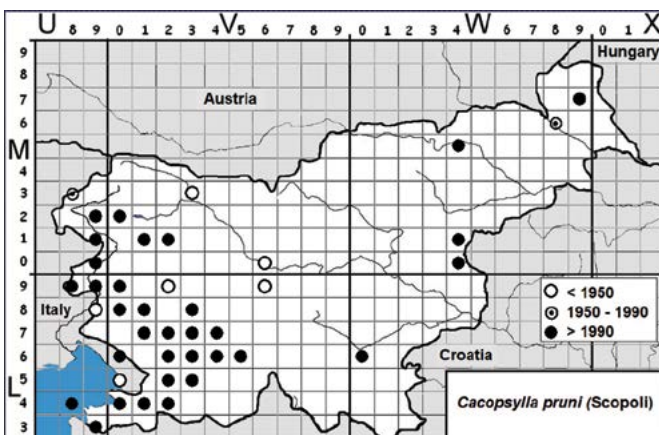 U 8 9 0 1 2 3 V 5 6 7 8 9 0 1 2 3 4 W 7 8 9 0 1 X
9
Hungary
8
Austria
7
6
M
4
3
2
1
0
9
< 1950
8
Italy
1950 - 1990
7
> 1990
6
Croatia
5
L
4
Cacopsylla pruni (Scopoli)
3